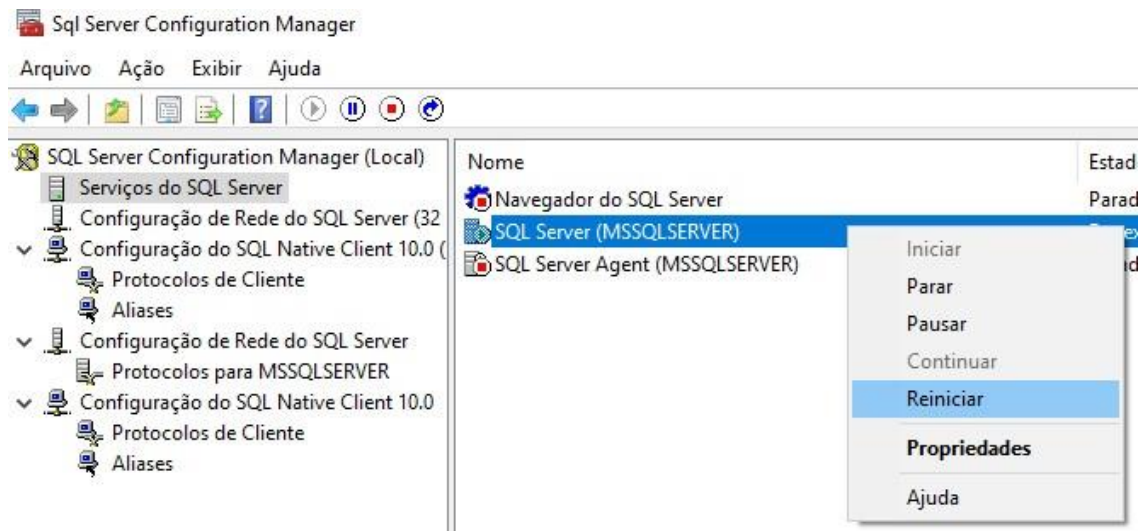 Sql Server Configuration Manager
Arquivo Ação Exibir Ajuda
SQL Server Configuration Manager (Local)
Serviços do SQL Server
Configuração de Rede do SQL Server (32
Configuração do SQL Native Client 10.0 (
Protocolos de Cliente
Aliases
Configuração de Rede do SQL Server
Protocolos para MSSQLSERVER
Configuração do SQL Native Client 10.0
Protocolos de Cliente
Aliases
Nome Estad
Navegador do SQL Server Parad
SQL Server (MSSQLSERVER)
SQL Server Agent (MSSQLSERVER)
Iniciar
Parar
Pausar
Continuar
Reiniciar
Propriedades
Ajuda